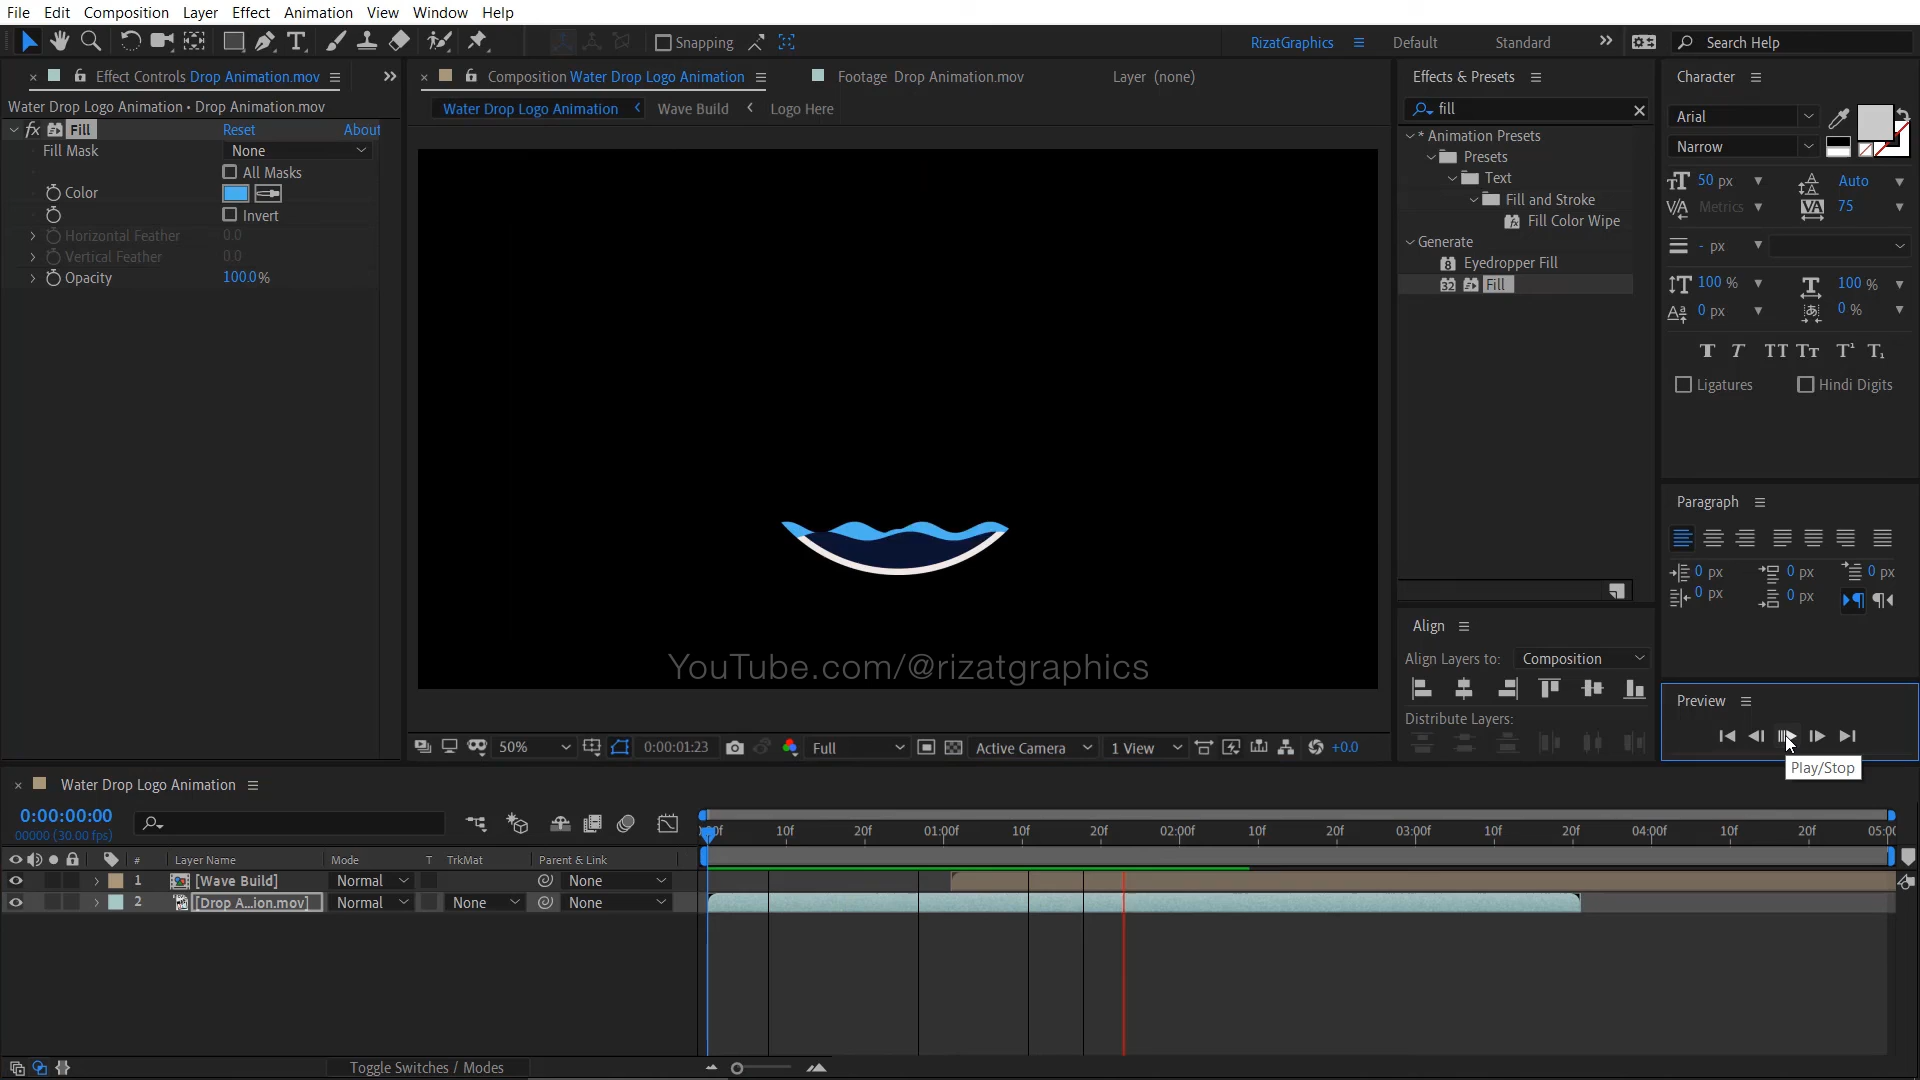 File Edit Composition Layer Effect Animation View Window Help
Snapping
RizatGraphics Default Standard Search Help
Effect Controls Drop Animation.mov
Composition Water Drop Logo Animation
Footage Drop Animation.mov
Layer (none)
Effects & Presets
Character
Water Drop Logo Animation • Drop Animation.mov
Water Drop Logo Animation Wave Build Logo Here
fill
Arial
Narrow
fx Fill Reset About
Fill Mask None
All Masks
Color
Invert
Horizontal Feather 0.0
Vertical Feather 0.0
Opacity 100.0%
* Animation Presets
Presets
Text
Fill and Stroke
Fill Color Wipe
Generate
Eyedropper Fill
32 Fill
50 px Auto
Metrics 75
- px
100 % 100 %
0 px 0 %
Ligatures Hindi Digits
Paragraph
0 px 0 px 0 px
0 px 0 px
YouTube.com/@rizatgraphics
Align
Align Layers to: Composition
Distribute Layers:
Preview
Play/Stop
50% 0:00:01:23 Full Active Camera 1 View +0.0
Water Drop Logo Animation
0:00:00:00
00000 (30.00 fps)
10f 20f 01:00f 10f 20f 02:00f 10f 20f 03:00f 10f 20f 04:00f 10f 20f
# Layer Name Mode T TrkMat Parent & Link
1 [Wave Build] Normal None
2 [Drop A...ion.mov] Normal None None
Toggle Switches / Modes